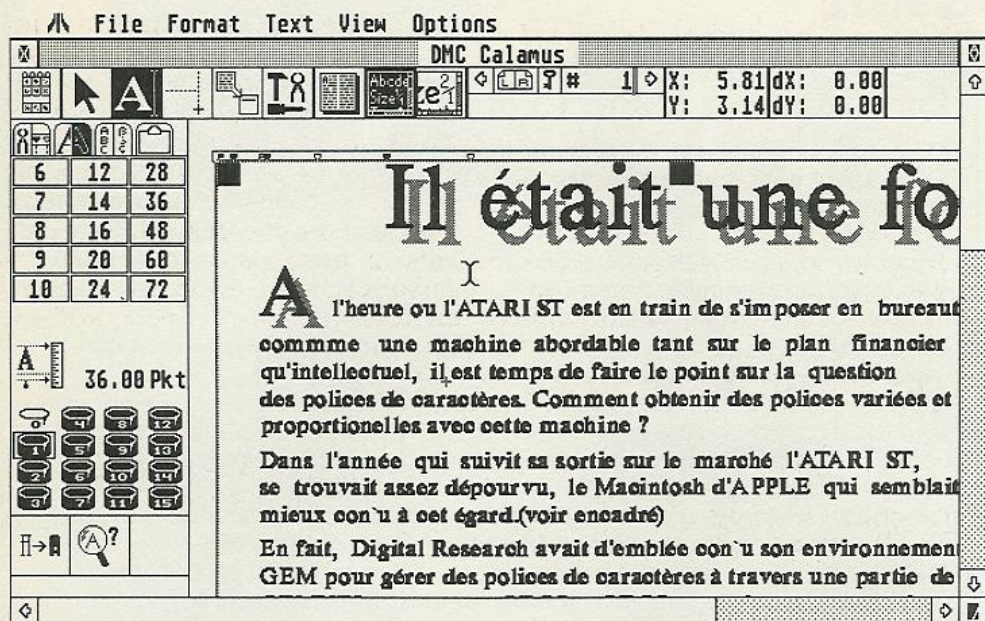 File Format Text View Options
DMC Calamus
# 1 X: 5.81 dX: 0.00
Y: 3.14 dY: 0.00
6 12 28
7 14 36
8 16 48
9 20 60
10 24 72
36.00 Pkt
Il était une fo
A l'heure ou l'ATARI ST est en train de s'imposer en bureaut
commme une machine abordable tant sur le plan financier
qu'intellectuel, il est temps de faire le point sur la question
des polices de caractères. Comment obtenir des polices variées et
proportionelles avec cette machine ?
Dans l'année qui suivit sa sortie sur le marché l'ATARI ST,
se trouvait assez dépourvu, le Macintosh d'APPLE qui semblait
mieux con`u à cet égard.(voir encadré)
En fait, Digital Research avait d'emblée con`u son environnemen
GEM pour gérer des polices de caractères à travers une partie de